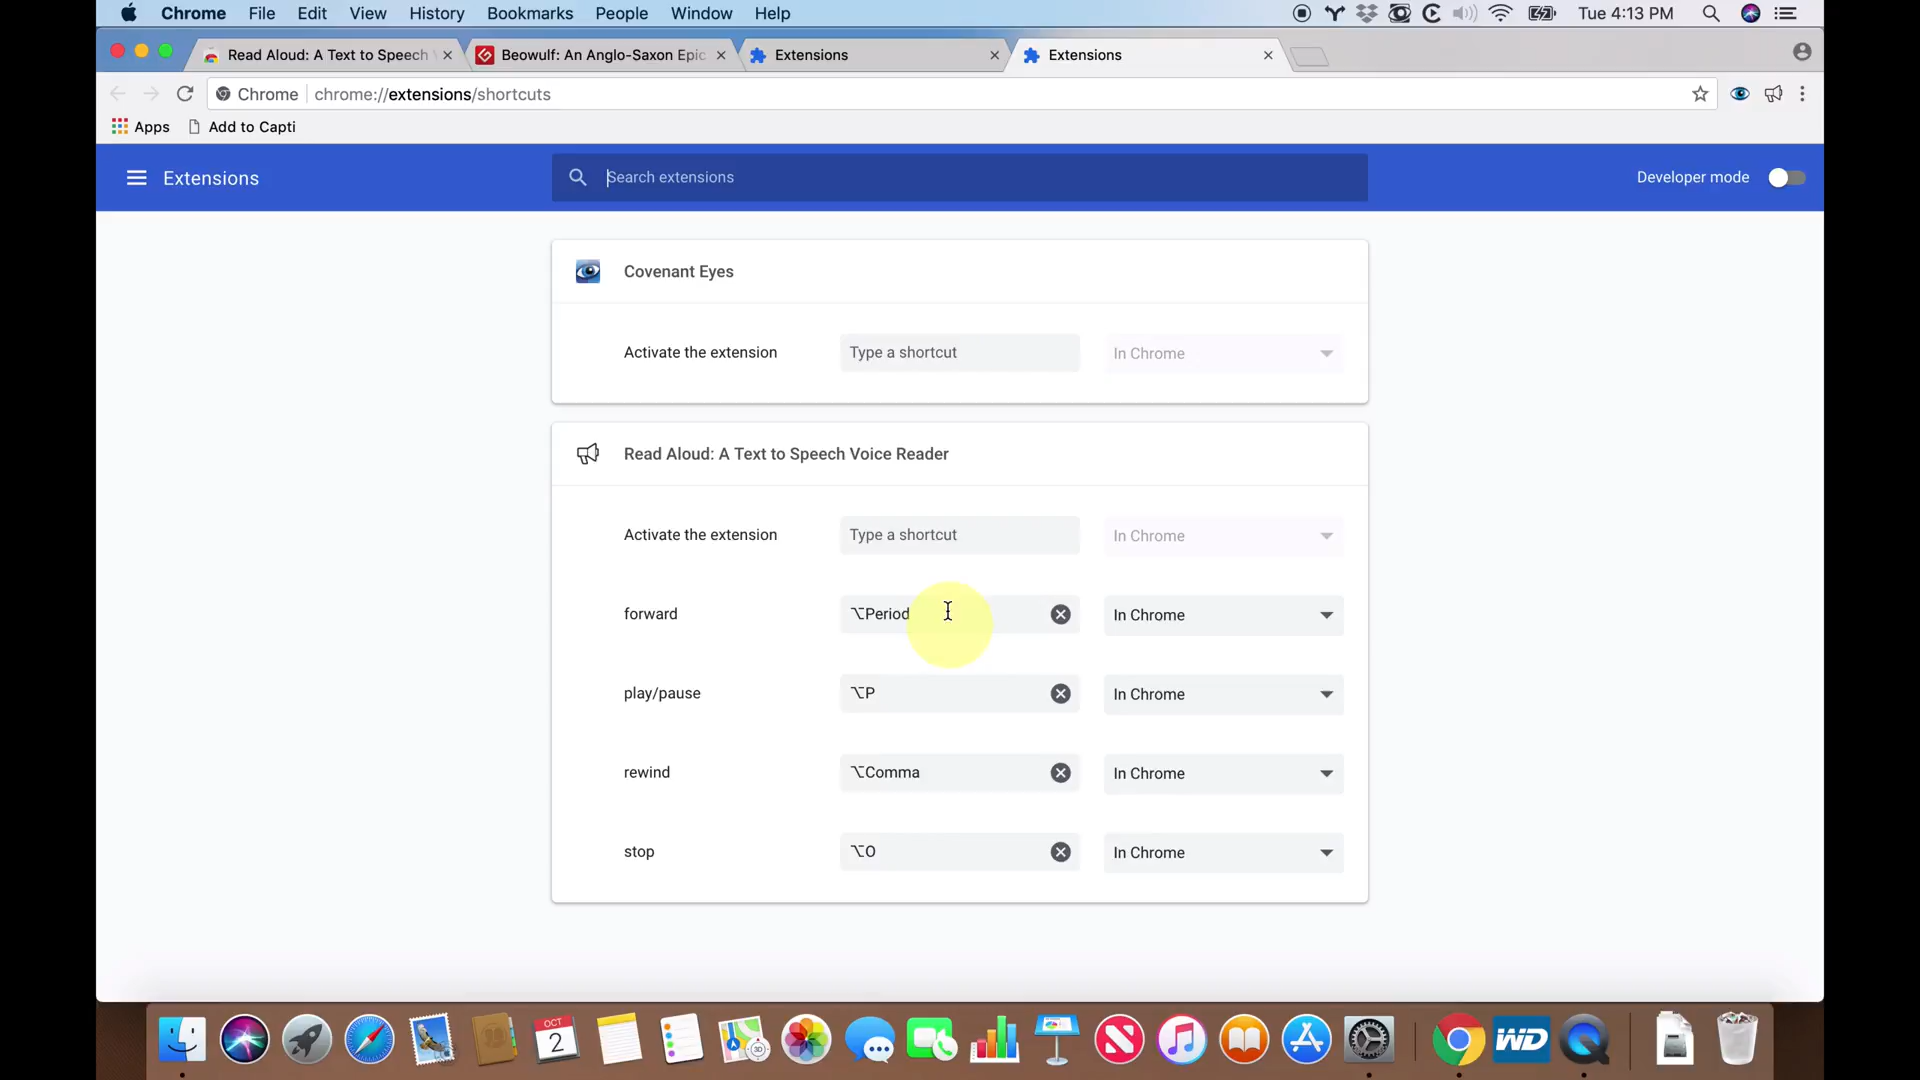 Chrome File Edit View History Bookmarks People Window Help Tue 4:13 PM
Read Aloud: A Text to Speech Beowulf: An Anglo-Saxon Epic Extensions Extensions
Chrome chrome://extensions/shortcuts
Apps Add to Capti
Extensions Search extensions Developer mode
Covenant Eyes
Activate the extension Type a shortcut In Chrome
Read Aloud: A Text to Speech Voice Reader
Activate the extension Type a shortcut In Chrome
forward ⌥Period In Chrome
play/pause ⌥P In Chrome
rewind ⌥Comma In Chrome
stop ⌥O In Chrome
OCT
2
3D
WD